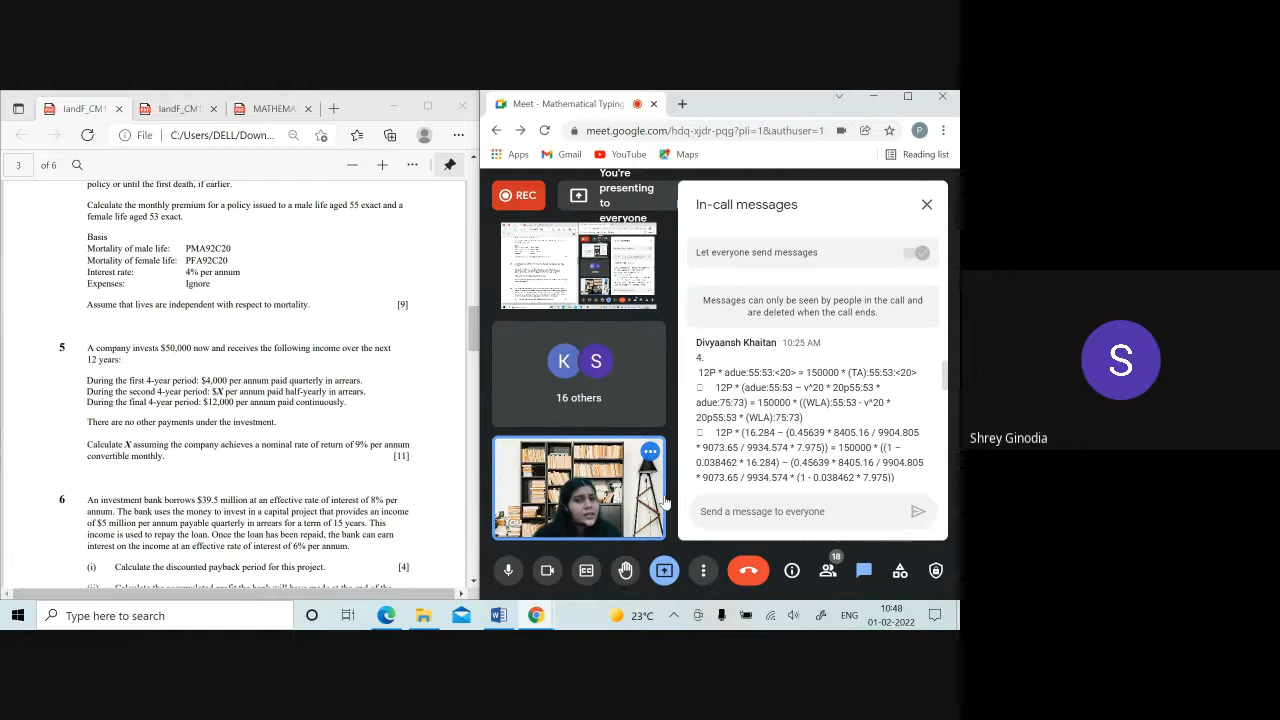 IandF_CM1
IandF_CM1
MATHEMA
File
C:/Users/DELL/Down...
3
of 6
policy or until the first death, if earlier.
Calculate the monthly premium for a policy issued to a male life aged 55 exact and a
female life aged 53 exact.
Basis
Mortality of male life: PMA92C20
Mortality of female life: PFA92C20
Interest rate: 4% per annum
Expenses: Ignore
Assume that lives are independent with respect to mortality. [9]
5 A company invests $50,000 now and receives the following income over the next
12 years:
During the first 4-year period: $4,000 per annum paid quarterly in arrears.
During the second 4-year period: $X per annum paid half-yearly in arrears.
During the final 4-year period: $12,000 per annum paid continuously.
There are no other payments under the investment.
Calculate X assuming the company achieves a nominal rate of return of 9% per annum
convertible monthly. [11]
6 An investment bank borrows $39.5 million at an effective rate of interest of 8% per
annum. The bank uses the money to invest in a capital project that provides an income
of $5 million per annum payable quarterly in arrears for a term of 15 years. This
income is used to repay the loan. Once the loan has been repaid, the bank can earn
interest on the income at an effective rate of interest of 6% per annum.
(i) Calculate the discounted payback period for this project. [4]
Meet - Mathematical Typing
meet.google.com/hdq-xjdr-pqg?pli=1&authuser=1
P
Apps
Gmail
YouTube
Maps
Reading list
REC
You're
presenting
to
everyone
K
S
16 others
You
In-call messages
Let everyone send messages
Messages can only be seen by people in the call and
are deleted when the call ends.
Divyaansh Khaitan 10:25 AM
4.
12P * adue:55:53:<20> = 150000 * (TA):55:53:<20>
12P * (adue:55:53 – v^20 * 20p55:53 *
adue:75:73) = 150000 * ((WLA):55:53 - v^20 *
20p55:53 * (WLA):75:73)
12P * (16.284 – (0.45639 * 8405.16 / 9904.805
* 9073.65 / 9934.574 * 7.975)) = 150000 * ((1 –
0.038462 * 16.284) – (0.45639 * 8405.16 / 9904.805
* 9073.65 / 9934.574 * (1 - 0.038462 * 7.975))
Send a message to everyone
18
Type here to search
23°C
ENG
10:48
01-02-2022
S
Shrey Ginodia